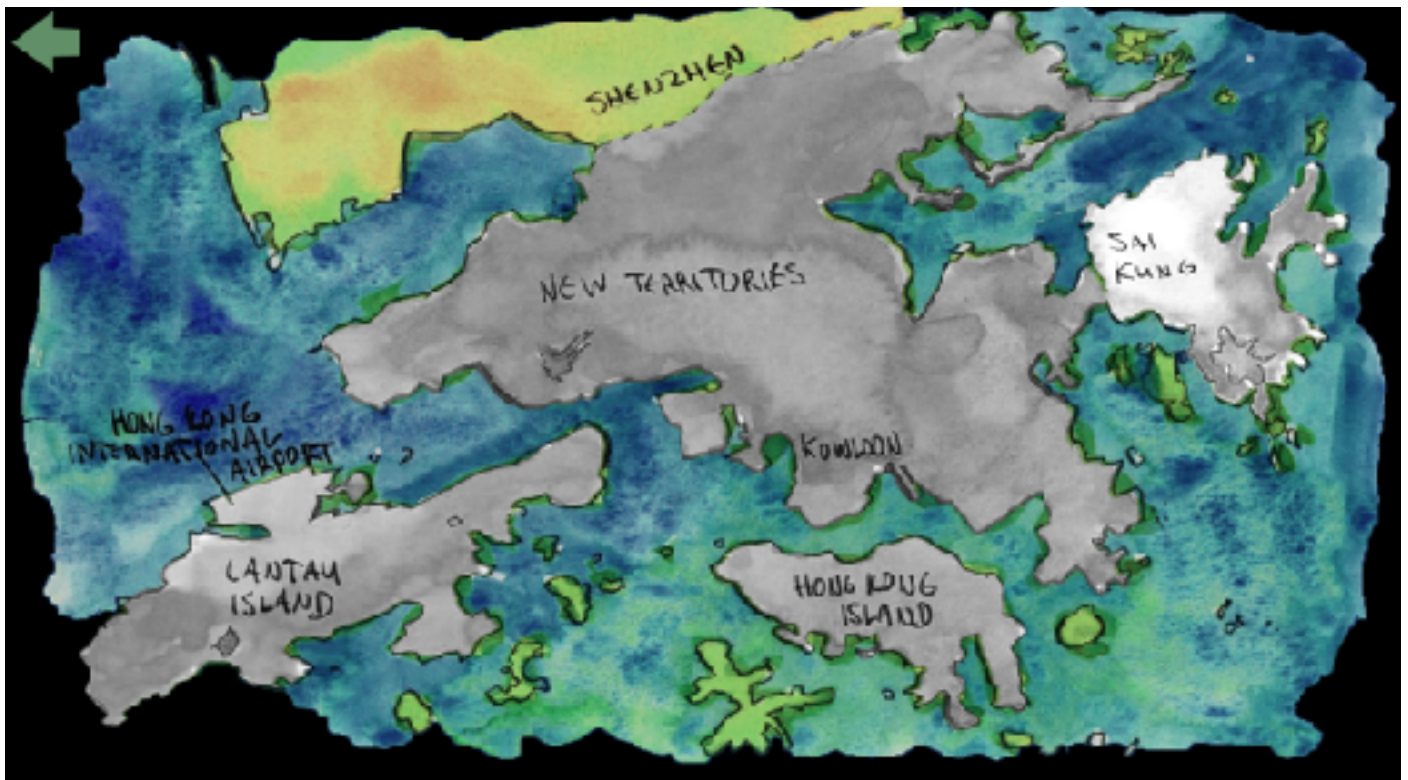 SHENZHEN
SAI
KUNG
NEW TERRITORIES
HONG KONG
INTERNATIONAL
AIRPORT
KOWLOON
LANTAU
ISLAND
HONG KONG
ISLAND